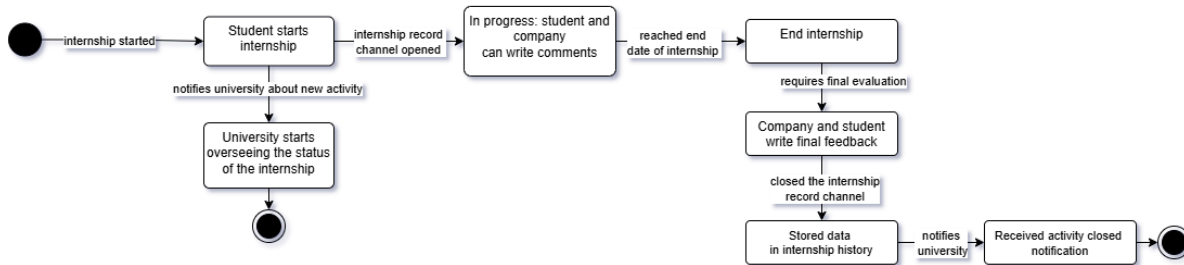 internship started
Student starts
internship
internship record
channel opened
In progress: student and
company
can write comments
reached end
date of internship
End internship
notifies university about new activity
requires final evaluation
University starts
overseeing the status
of the internship
Company and student
write final feedback
closed the internship
record channel
Stored data
in internship history
notifies
university
Received activity closed
notification